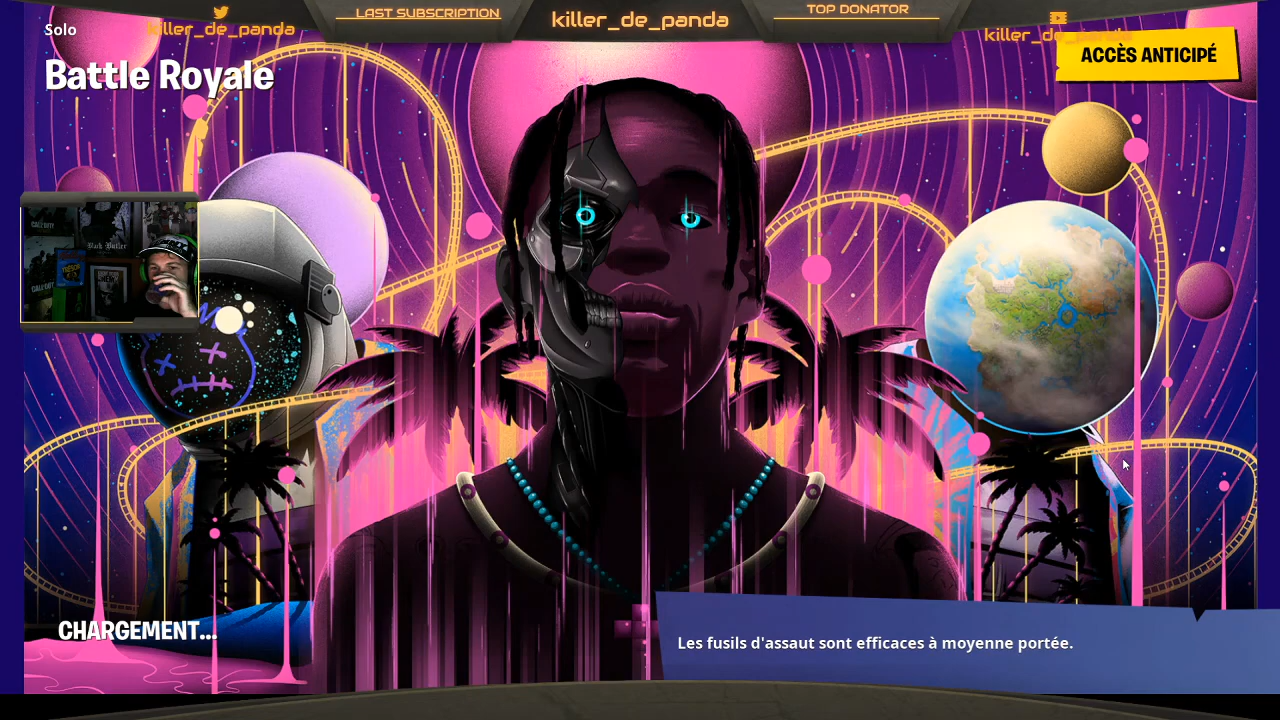 LAST SUBSCRIPTION
killer_de_panda
TOP DONATOR
killer_de_panda
killer_de_panda
Solo
Battle Royale
ACCÈS ANTICIPÉ
CHARGEMENT...
Les fusils d'assaut sont efficaces à moyenne portée.